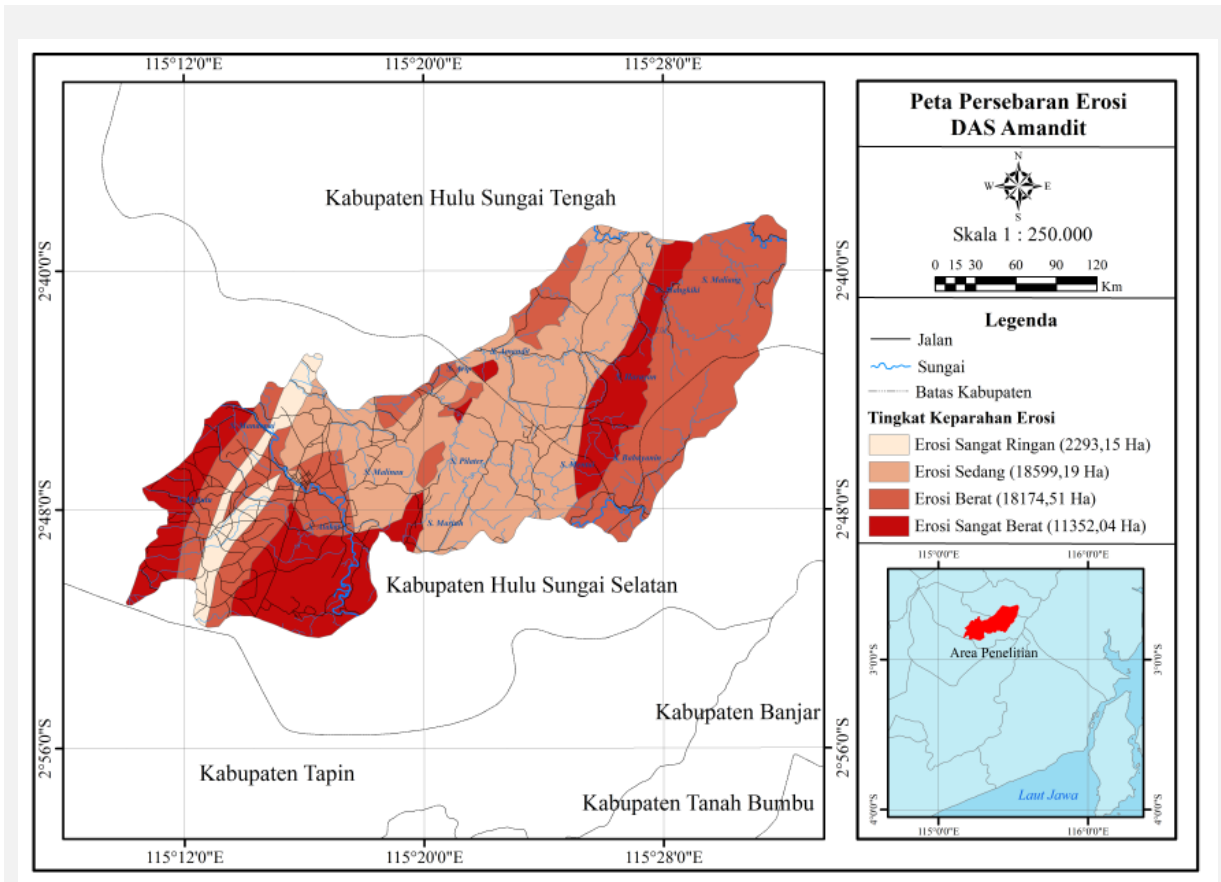 115°12'0"E 115°20'0"E 115°28'0"E
Peta Persebaran Erosi
DAS Amandit
N
W E
S
Skala 1 : 250.000
0 15 30 60 90 120
Km
Legenda
Jalan
Sungai
Batas Kabupaten
Tingkat Keparahan Erosi
Erosi Sangat Ringan (2293,15 Ha)
Erosi Sedang (18599,19 Ha)
Erosi Berat (18174,51 Ha)
Erosi Sangat Berat (11352,04 Ha)
Kabupaten Hulu Sungai Tengah
2°40'0"S 2°40'0"S
S. Maliang
S. Amandit
S. Malinau
S. Pilater
S.
S. Muatah
2°48'0"S 2°48'0"S
Kabupaten Hulu Sungai Selatan
Kabupaten Banjar
2°56'0"S 2°56'0"S
Kabupaten Tapin
Kabupaten Tanah Bumbu
115°12'0"E 115°20'0"E 115°28'0"E
115°0'0"E 116°0'0"E
Area Penelitian
3°0'0"S 3°0'0"S
Laut Jawa
4°0'0"S 4°0'0"S
115°0'0"E 116°0'0"E